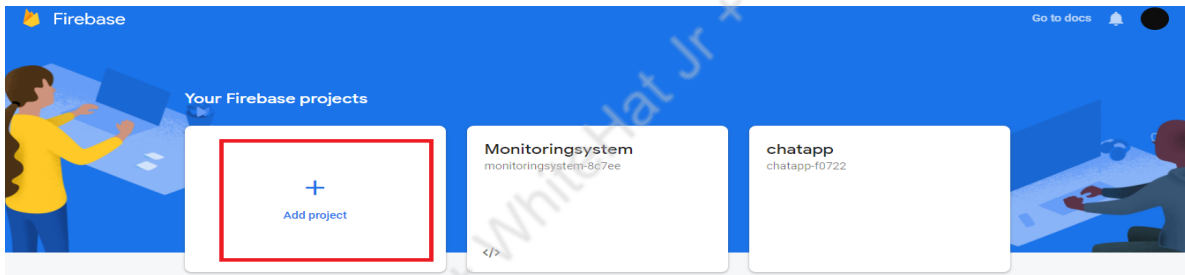 Firebase
Go to docs
Your Firebase projects
+
Add project
Monitoringsystem
monitoringsystem-8c7ee
</>
chatapp
chatapp-f0722
WhiteHat Jr